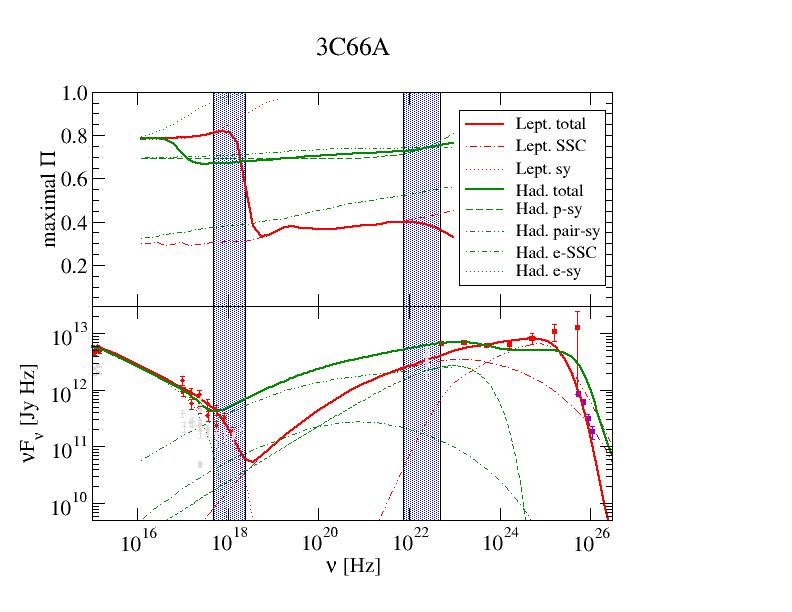 3C66A
1.0
0.8
0.6
0.4
0.2
maximal Π
Lept. total
Lept. SSC
Lept. sy
Had. total
Had. p-sy
Had. pair-sy
Had. e-SSC
Had. e-sy
10^13
10^12
10^11
10^10
νF_ν [Jy Hz]
10^16 10^18 10^20 10^22 10^24 10^26
ν [Hz]